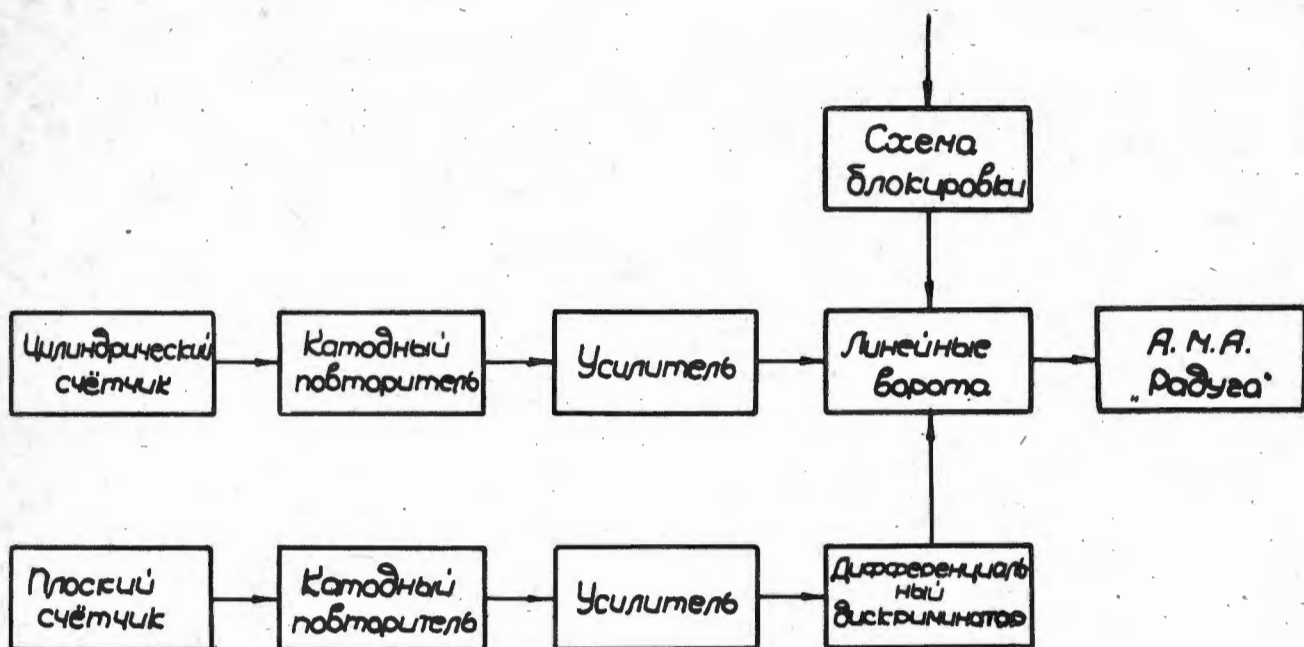 Схема
блокировки
Цилиндрический
счётчик
Катодный
повторитель
Усилитель
Линейные
ворота
А. М. А.
„Радуга“
Плоский
счётчик
Катодный
повторитель
Усилитель
Дифференциаль
ный
дискриминатор